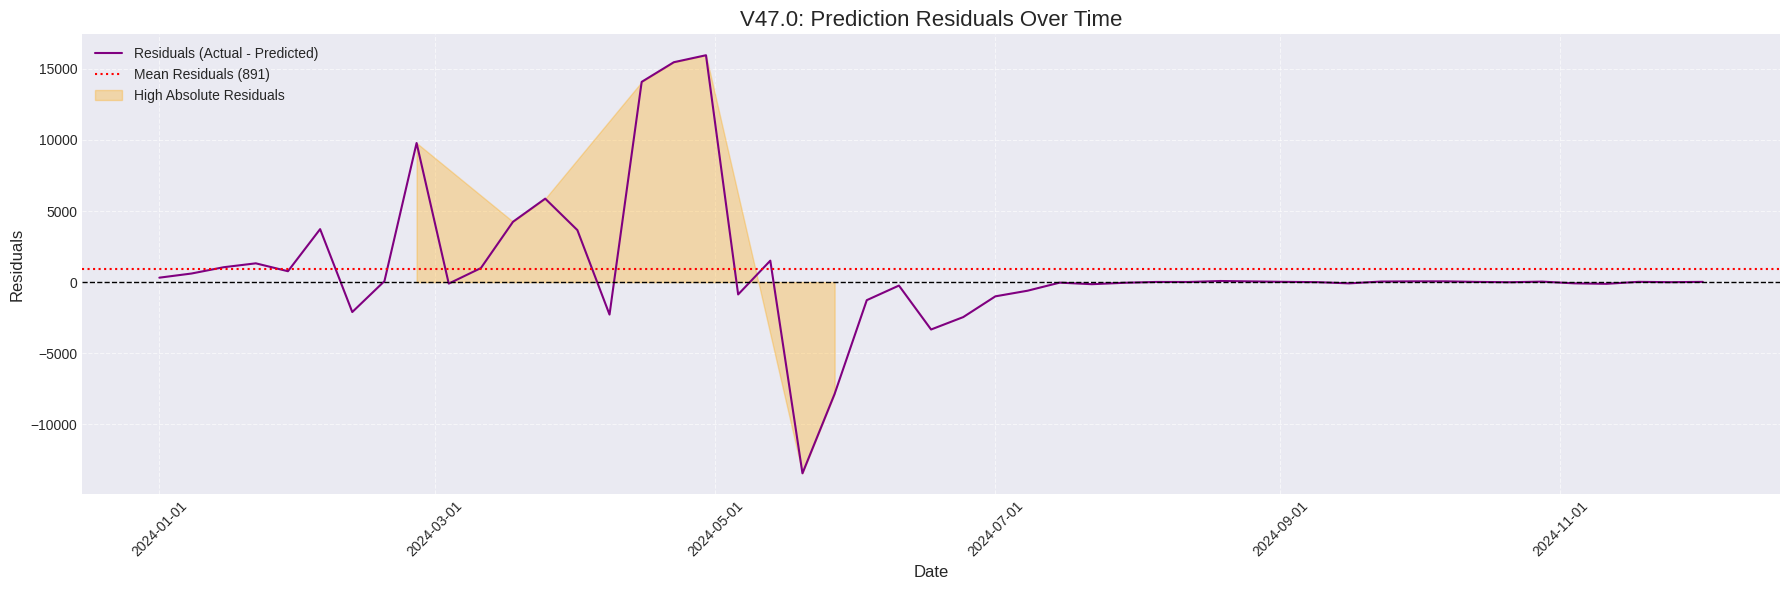 V47.0: Prediction Residuals Over Time
Residuals (Actual - Predicted)
Mean Residuals (891)
High Absolute Residuals
15000
10000
5000
0
−5000
−10000
Residuals
2024-01-01
2024-03-01
2024-05-01
2024-07-01
2024-09-01
2024-11-01
Date